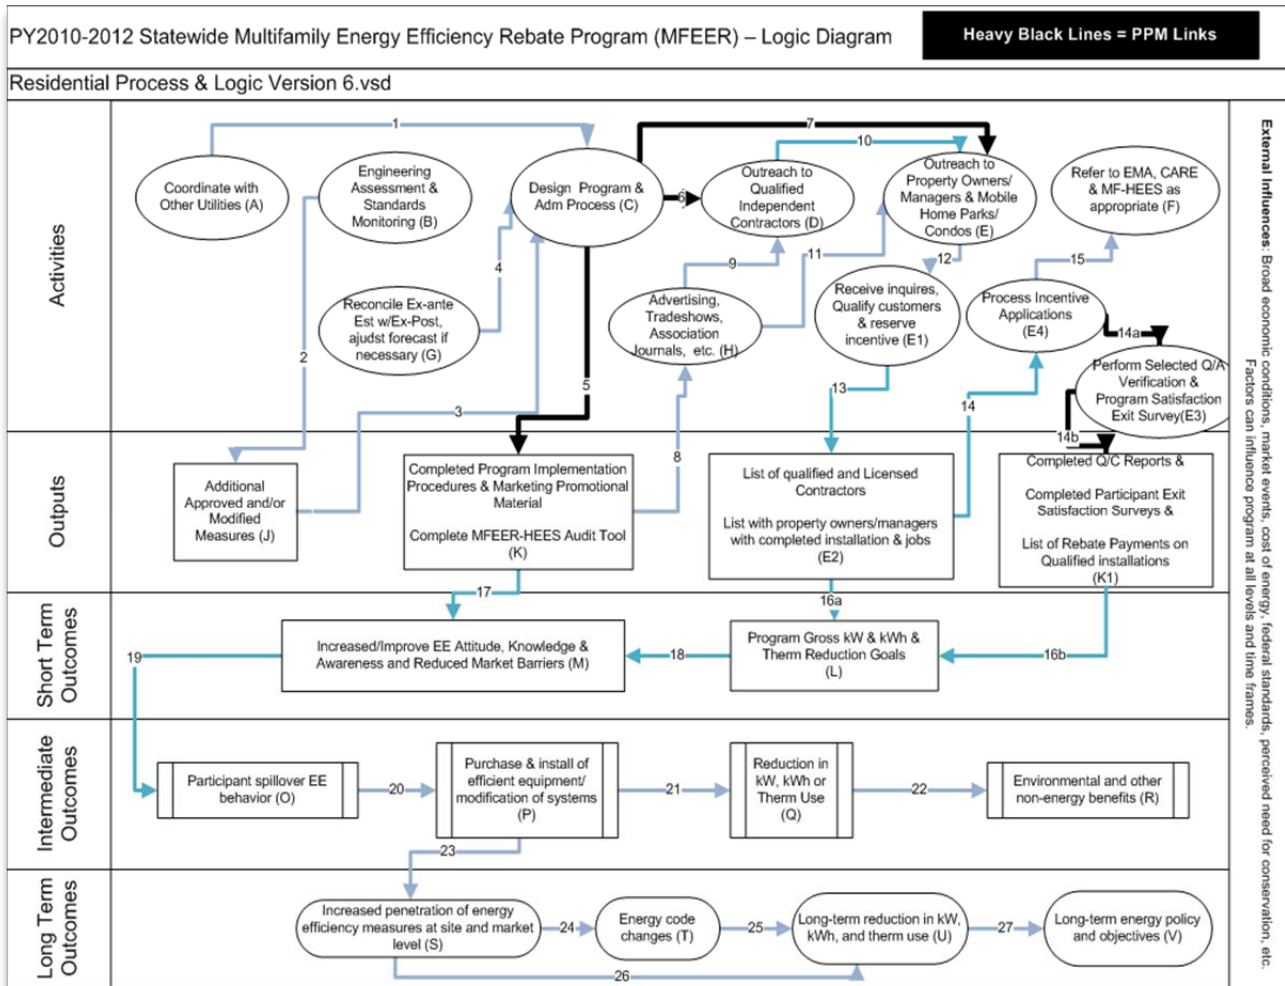 PY2010-2012 Statewide Multifamily Energy Efficiency Rebate Program (MFEER) – Logic Diagram
Heavy Black Lines = PPM Links
Residential Process & Logic Version 6.vsd
Activities
1
7
10
Coordinate with
Other Utilities (A)
Engineering
Assessment &
Standards
Monitoring (B)
Design Program &
Adm Process (C)
6
Outreach to
Qualified
Independent
Contractors (D)
Outreach to
Property Owners/
Managers & Mobile
Home Parks/
Condos (E)
Refer to EMA, CARE
& MF-HEES as
appropriate (F)
4
9
11
12
15
Reconcile Ex-ante
Est w/Ex-Post,
ajudst forecast if
necessary (G)
Advertising,
Tradeshows,
Association
Journals, etc. (H)
Receive inquires,
Qualify customers
& reserve
incentive (E1)
Process Incentive
Applications
(E4)
14a
Perform Selected Q/A
Verification &
Program Satisfaction
Exit Survey(E3)
2
3
5
13
14
14b
8
Outputs
Additional
Approved and/or
Modified
Measures (J)
Completed Program Implementation
Procedures & Marketing Promotional
Material
Complete MFEER-HEES Audit Tool
(K)
List of qualified and Licensed
Contractors
List with property owners/managers
with completed installation & jobs
(E2)
Completed Q/C Reports &
Completed Participant Exit
Satisfaction Surveys &
List of Rebate Payments on
Qualified installations
(K1)
17
16a
Short Term
Outcomes
19
Increased/Improve EE Attitude, Knowledge &
Awareness and Reduced Market Barriers (M)
18
Program Gross kW & kWh &
Therm Reduction Goals
(L)
16b
Intermediate
Outcomes
Participant spillover EE
behavior (O)
20
Purchase & install of
efficient equipment/
modification of systems
(P)
21
Reduction in
kW, kWh or
Therm Use
(Q)
22
Environmental and other
non-energy benefits (R)
23
Long Term
Outcomes
Increased penetration of energy
efficiency measures at site and market
level (S)
24
Energy code
changes (T)
25
Long-term reduction in kW,
kWh, and therm use (U)
27
Long-term energy policy
and objectives (V)
26
External Influences: Broad economic conditions, market events, cost of energy, federal standards, perceived need for conservation, etc.
Factors can influence program at all levels and time frames.